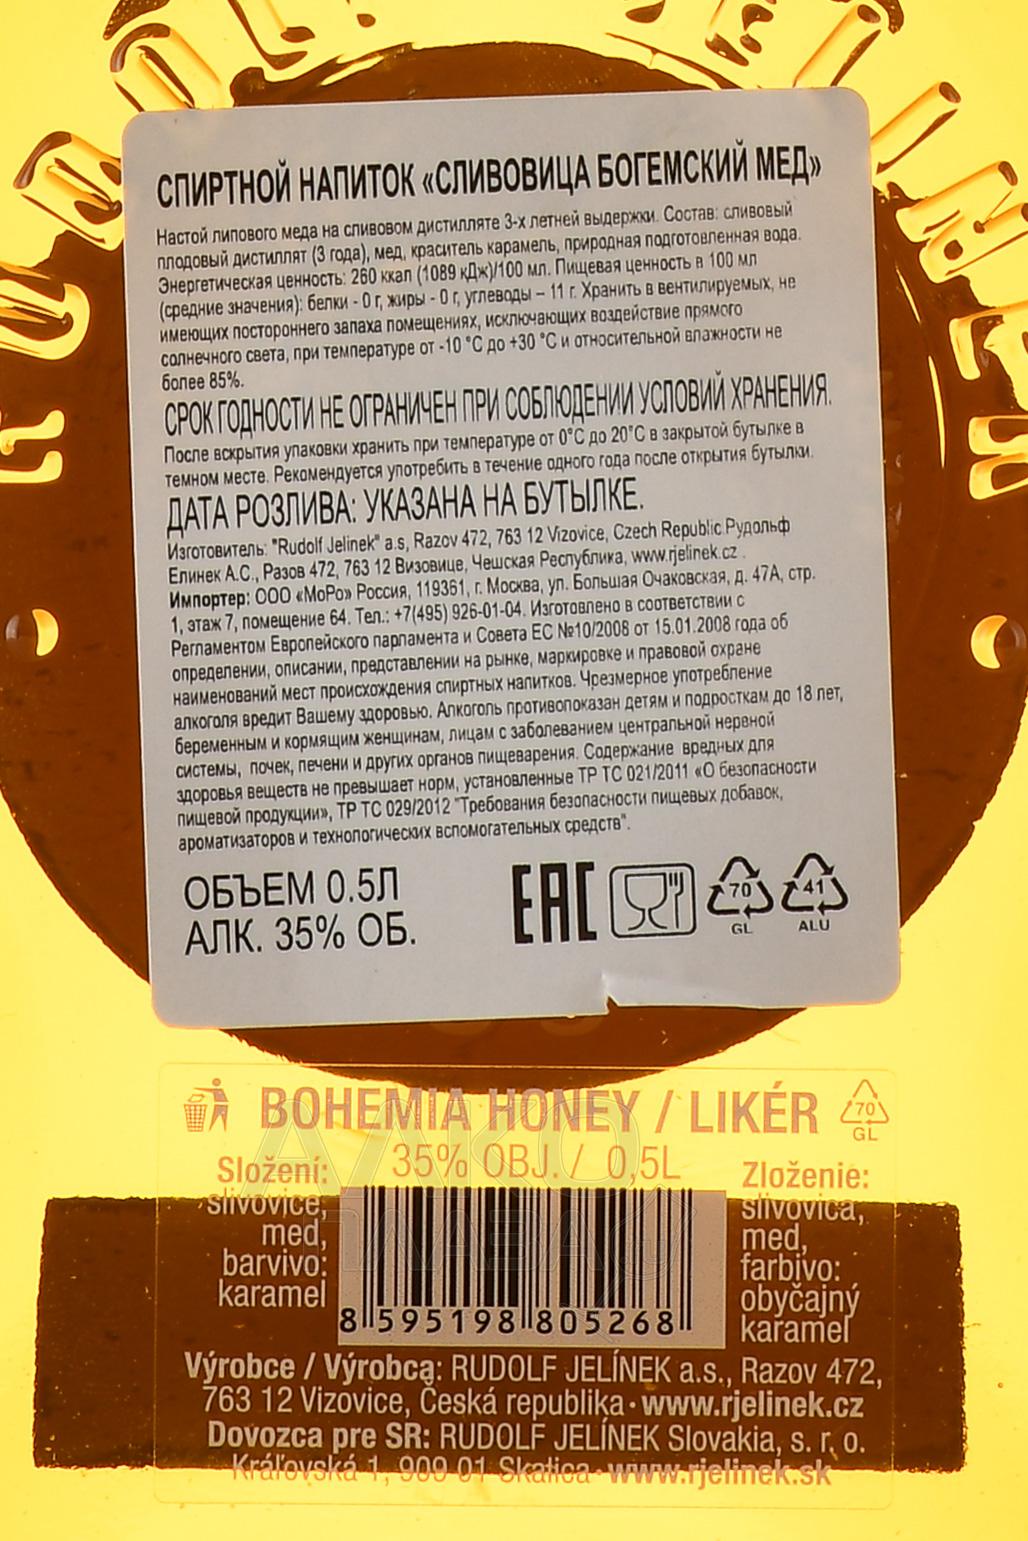 RUDOLF JELINEK
СПИРТНОЙ НАПИТОК «СЛИВОВИЦА БОГЕМСКИЙ МЕД»
Настой липового меда на сливовом дистилляте 3-х летней выдержки. Состав: сливовый
плодовый дистиллят (3 года), мед, краситель карамель, природная подготовленная вода.
Энергетическая ценность: 260 ккал (1089 кДж)/100 мл. Пищевая ценность в 100 мл
(средние значения): белки - 0 г, жиры - 0 г, углеводы – 11 г. Хранить в вентилируемых, не
имеющих постороннего запаха помещениях, исключающих воздействие прямого
солнечного света, при температуре от -10 °С до +30 °С и относительной влажности не
более 85%.
СРОК ГОДНОСТИ НЕ ОГРАНИЧЕН ПРИ СОБЛЮДЕНИИ УСЛОВИЙ ХРАНЕНИЯ.
После вскрытия упаковки хранить при температуре от 0°С до 20°С в закрытой бутылке в
темном месте. Рекомендуется употребить в течение одного года после открытия бутылки.
ДАТА РОЗЛИВА: УКАЗАНА НА БУТЫЛКЕ.
Изготовитель: "Rudolf Jelinek" a.s, Razov 472, 763 12 Vizovice, Czech Republic.Рудольф
Елинек А.С., Разов 472, 763 12 Визовице, Чешская Республика, www.rjelinek.cz .
Импортер: ООО «МоРо» Россия, 119361, г. Москва, ул. Большая Очаковская, д. 47А, стр.
1, этаж 7, помещение 64. Тел.: +7(495) 926-01-04. Изготовлено в соответствии с
Регламентом Европейского парламента и Совета ЕС №10/2008 от 15.01.2008 года об
определении, описании, представлении на рынке, маркировке и правовой охране
наименований мест происхождения спиртных напитков. Чрезмерное употребление
алкоголя вредит Вашему здоровью. Алкоголь противопоказан детям и подросткам до 18 лет,
беременным и кормящим женщинам, лицам с заболеванием центральной нервной
системы, почек, печени и других органов пищеварения. Содержание вредных для
здоровья веществ не превышает норм, установленные ТР ТС 021/2011 «О безопасности
пищевой продукции», ТР ТС 029/2012 "Требования безопасности пищевых добавок,
ароматизаторов и технологических вспомогательных средств".
ОБЪЕМ 0.5Л
АЛК. 35% ОБ.
EAC
70
GL
41
ALU
BOHEMIA HONEY / LIKÉR
70
GL
35% OBJ. / 0,5L
Složení:
slivovice,
med,
barvivo:
karamel
Zloženie:
slivovica,
med,
farbivo:
obyčajný
karamel
8 595198 805268
Výrobce / Výrobca: RUDOLF JELÍNEK a.s., Razov 472,
763 12 Vizovice, Česká republika · www.rjelinek.cz
Dovozca pre SR: RUDOLF JELÍNEK Slovakia, s. r. o.
Kráľovská 1, 909 01 Skalica · www.rjelinek.sk
АЛКО
ПЛАЗА